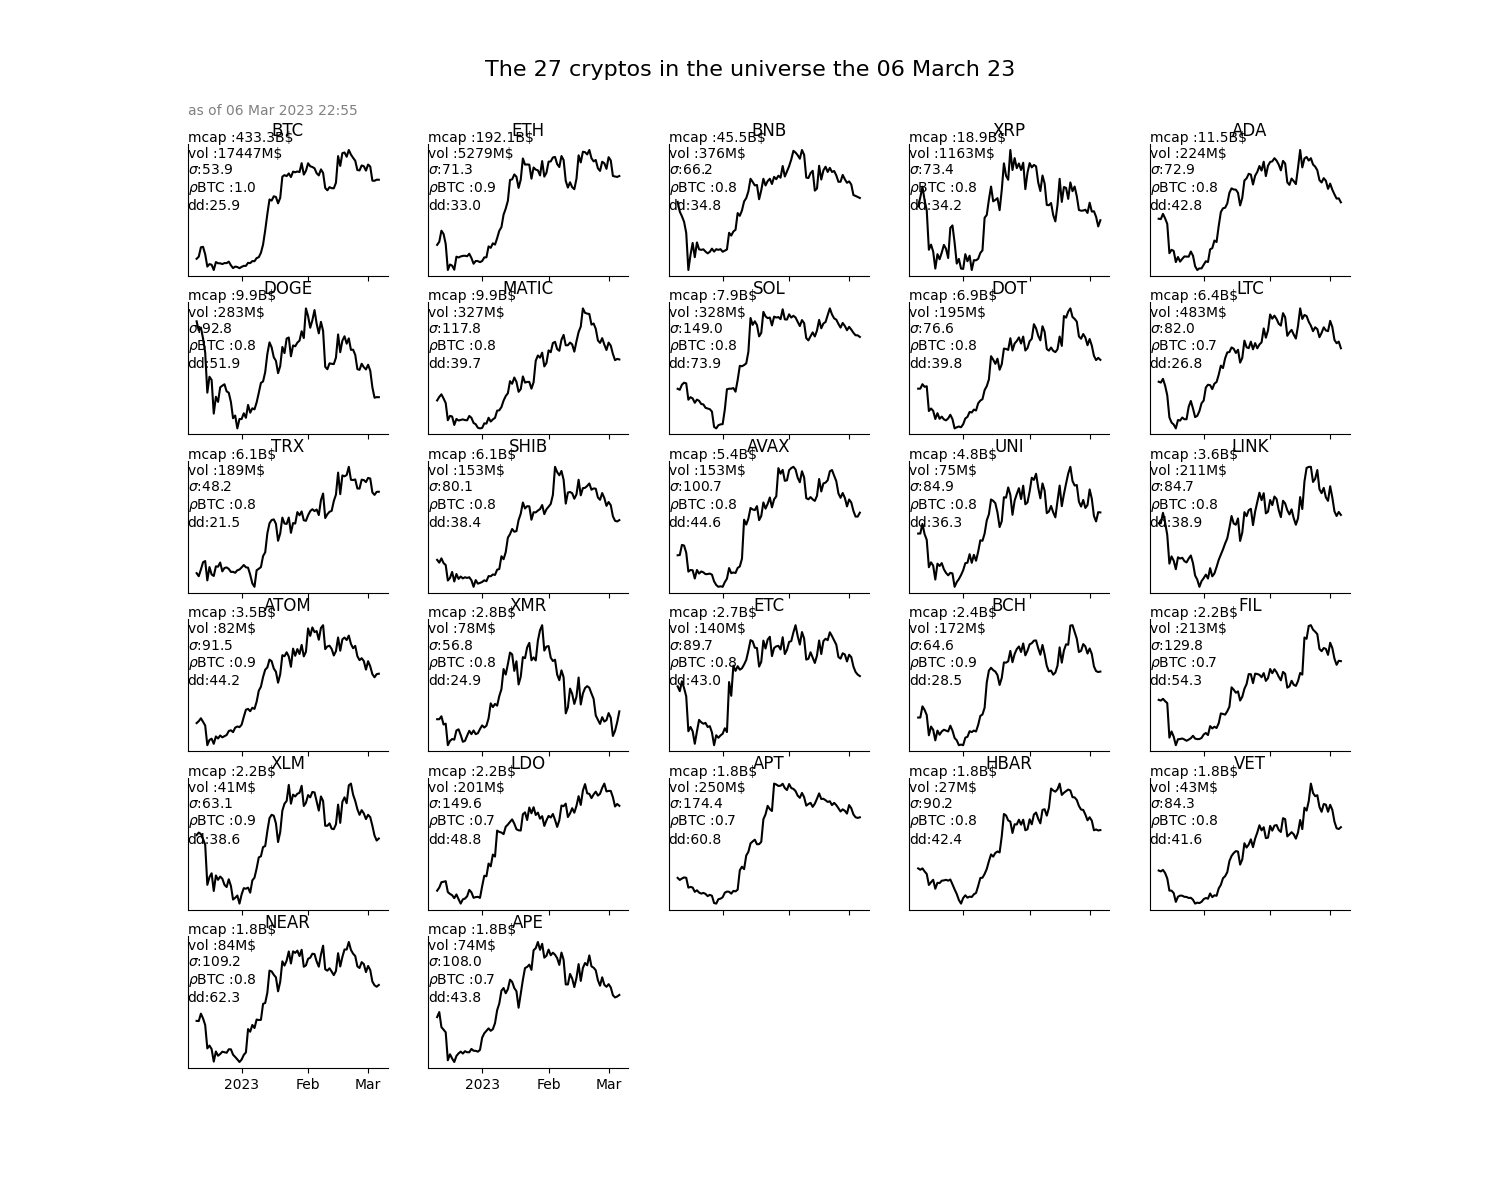 The 27 cryptos in the universe the 06 March 23
as of 06 Mar 2023 22:55
BTC
mcap :433.3B$
vol :17447M$
σ:53.9
ρBTC :1.0
dd:25.9
ETH
mcap :192.1B$
vol :5279M$
σ:71.3
ρBTC :0.9
dd:33.0
BNB
mcap :45.5B$
vol :376M$
σ:66.2
ρBTC :0.8
dd:34.8
XRP
mcap :18.9B$
vol :1163M$
σ:73.4
ρBTC :0.8
dd:34.2
ADA
mcap :11.5B$
vol :224M$
σ:72.9
ρBTC :0.8
dd:42.8
DOGE
mcap :9.9B$
vol :283M$
σ:92.8
ρBTC :0.8
dd:51.9
MATIC
mcap :9.9B$
vol :327M$
σ:117.8
ρBTC :0.8
dd:39.7
SOL
mcap :7.9B$
vol :328M$
σ:149.0
ρBTC :0.8
dd:73.9
DOT
mcap :6.9B$
vol :195M$
σ:76.6
ρBTC :0.8
dd:39.8
LTC
mcap :6.4B$
vol :483M$
σ:82.0
ρBTC :0.7
dd:26.8
TRX
mcap :6.1B$
vol :189M$
σ:48.2
ρBTC :0.8
dd:21.5
SHIB
mcap :6.1B$
vol :153M$
σ:80.1
ρBTC :0.8
dd:38.4
AVAX
mcap :5.4B$
vol :153M$
σ:100.7
ρBTC :0.8
dd:44.6
UNI
mcap :4.8B$
vol :75M$
σ:84.9
ρBTC :0.8
dd:36.3
LINK
mcap :3.6B$
vol :211M$
σ:84.7
ρBTC :0.8
dd:38.9
ATOM
mcap :3.5B$
vol :82M$
σ:91.5
ρBTC :0.9
dd:44.2
XMR
mcap :2.8B$
vol :78M$
σ:56.8
ρBTC :0.8
dd:24.9
ETC
mcap :2.7B$
vol :140M$
σ:89.7
ρBTC :0.8
dd:43.0
BCH
mcap :2.4B$
vol :172M$
σ:64.6
ρBTC :0.9
dd:28.5
FIL
mcap :2.2B$
vol :213M$
σ:129.8
ρBTC :0.7
dd:54.3
XLM
mcap :2.2B$
vol :41M$
σ:63.1
ρBTC :0.9
dd:38.6
LDO
mcap :2.2B$
vol :201M$
σ:149.6
ρBTC :0.7
dd:48.8
APT
mcap :1.8B$
vol :250M$
σ:174.4
ρBTC :0.7
dd:60.8
HBAR
mcap :1.8B$
vol :27M$
σ:90.2
ρBTC :0.8
dd:42.4
VET
mcap :1.8B$
vol :43M$
σ:84.3
ρBTC :0.8
dd:41.6
NEAR
mcap :1.8B$
vol :84M$
σ:109.2
ρBTC :0.8
dd:62.3
2023 Feb Mar
APE
mcap :1.8B$
vol :74M$
σ:108.0
ρBTC :0.7
dd:43.8
2023 Feb Mar